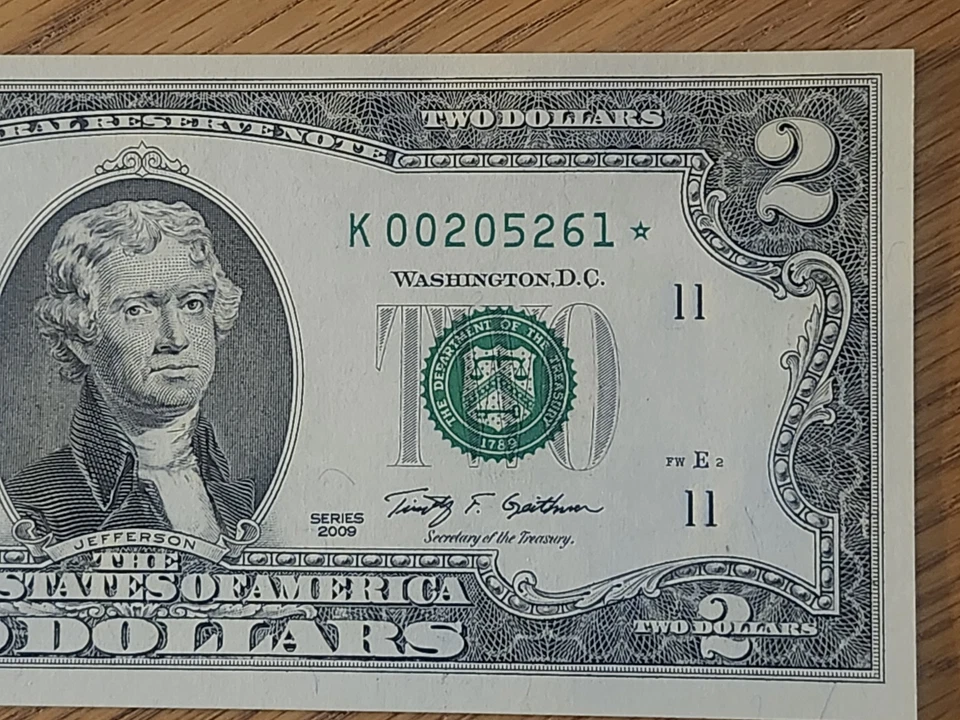 RAL RESERVE NOTE
TWO DOLLARS
2
K 00205261 ☆
WASHINGTON, D.C.
11
TWO
THE DEPARTMENT OF THE TREASURY
1789
FW E 2
11
SERIES
2009
Timothy F. Geithner
Secretary of the Treasury.
JEFFERSON
THE
STATES OF AMERICA
O DOLLARS
2
TWO DOLLARS